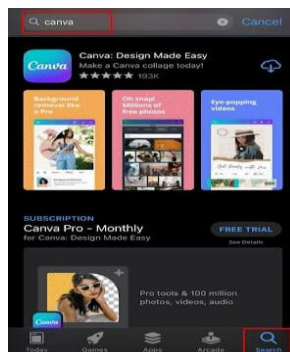 canva
Cancel
Canva
Canva: Design Made Easy
Make a Canva collage today!
★★★★★ 193K
Background
removal like
a Pro
Oh snap!
Millions of
free photos
Eye-popping
videos
SUBSCRIPTION
Canva Pro - Monthly
for Canva: Design Made Easy
FREE TRIAL
See Details
Pro tools & 100 million
photos, videos, audio
Canva
Today
Games
Apps
Arcade
Search